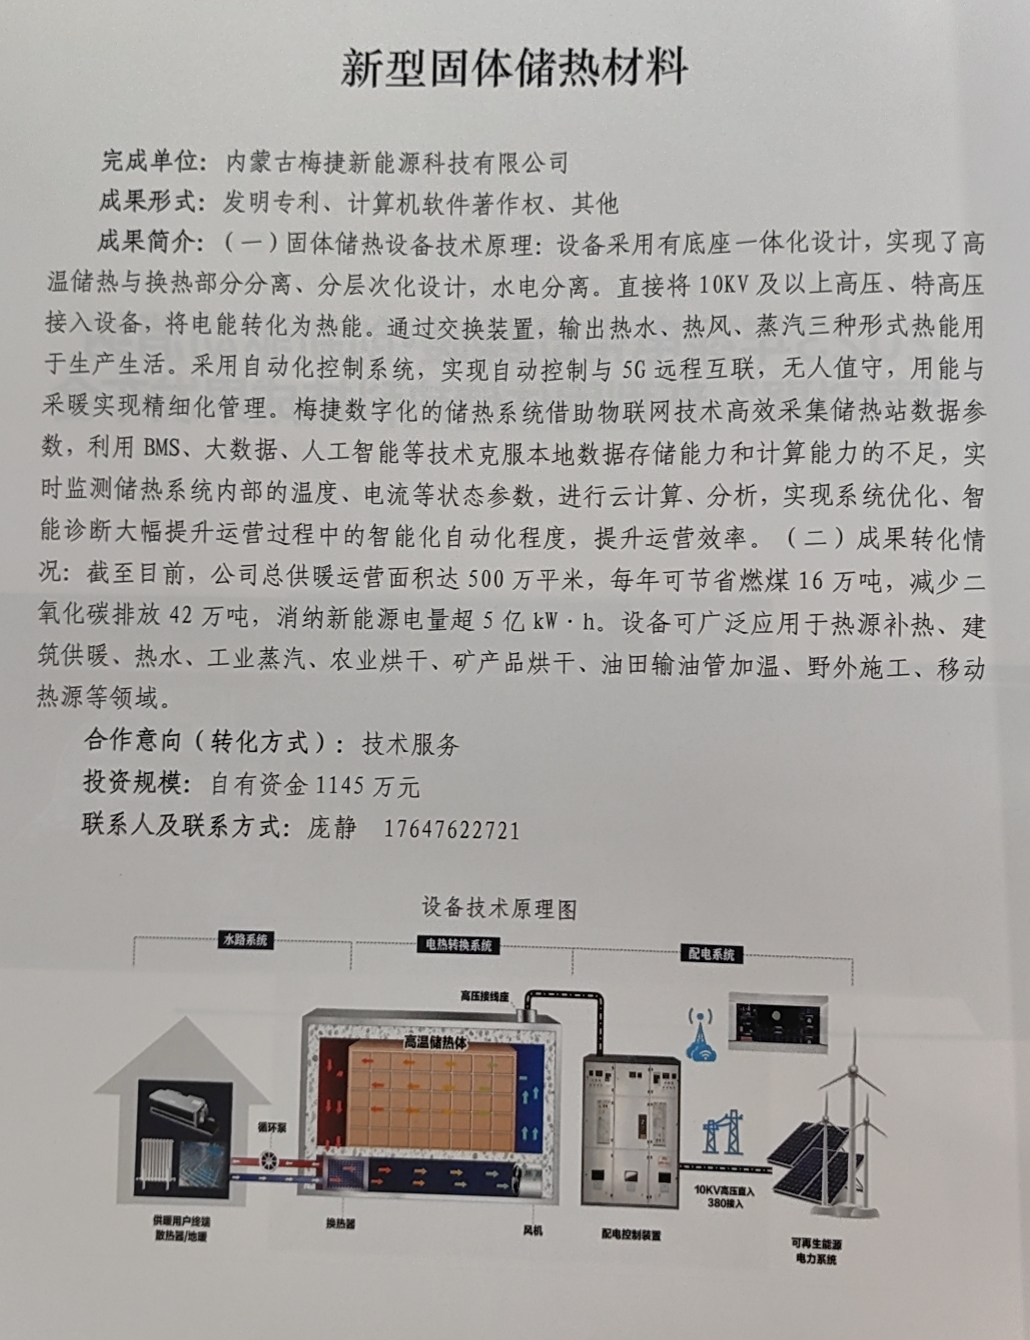 新型固体储热材料
完成单位：内蒙古梅捷新能源科技有限公司
成果形式：发明专利、计算机软件著作权、其他
成果简介：（一）固体储热设备技术原理：设备采用有底座一体化设计，实现了高
温储热与换热部分分离、分层次化设计，水电分离。直接将 10KV 及以上高压、特高压
接入设备，将电能转化为热能。通过交换装置，输出热水、热风、蒸汽三种形式热能用
于生产生活。采用自动化控制系统，实现自动控制与 5G 远程互联，无人值守，用能与
采暖实现精细化管理。梅捷数字化的储热系统借助物联网技术高效采集储热站数据参
数，利用 BMS、大数据、人工智能等技术克服本地数据存储能力和计算能力的不足，实
时监测储热系统内部的温度、电流等状态参数，进行云计算、分析，实现系统优化、智
能诊断大幅提升运营过程中的智能化自动化程度，提升运营效率。（二）成果转化情
况：截至目前，公司总供暖运营面积达 500 万平米，每年可节省燃煤 16 万吨，减少二
氧化碳排放 42 万吨，消纳新能源电量超 5 亿 kW·h。设备可广泛应用于热源补热、建
筑供暖、热水、工业蒸汽、农业烘干、矿产品烘干、油田输油管加温、野外施工、移动
热源等领域。
合作意向（转化方式）：技术服务
投资规模：自有资金 1145 万元
联系人及联系方式：庞静 17647622721
设备技术原理图
水路系统
电热转换系统
配电系统
高压接线座
高温储热体
循环泵
10KV高压直入
380接入
供暖用户终端
散热器/地暖
换热器
风机
配电控制装置
可再生能源
电力系统